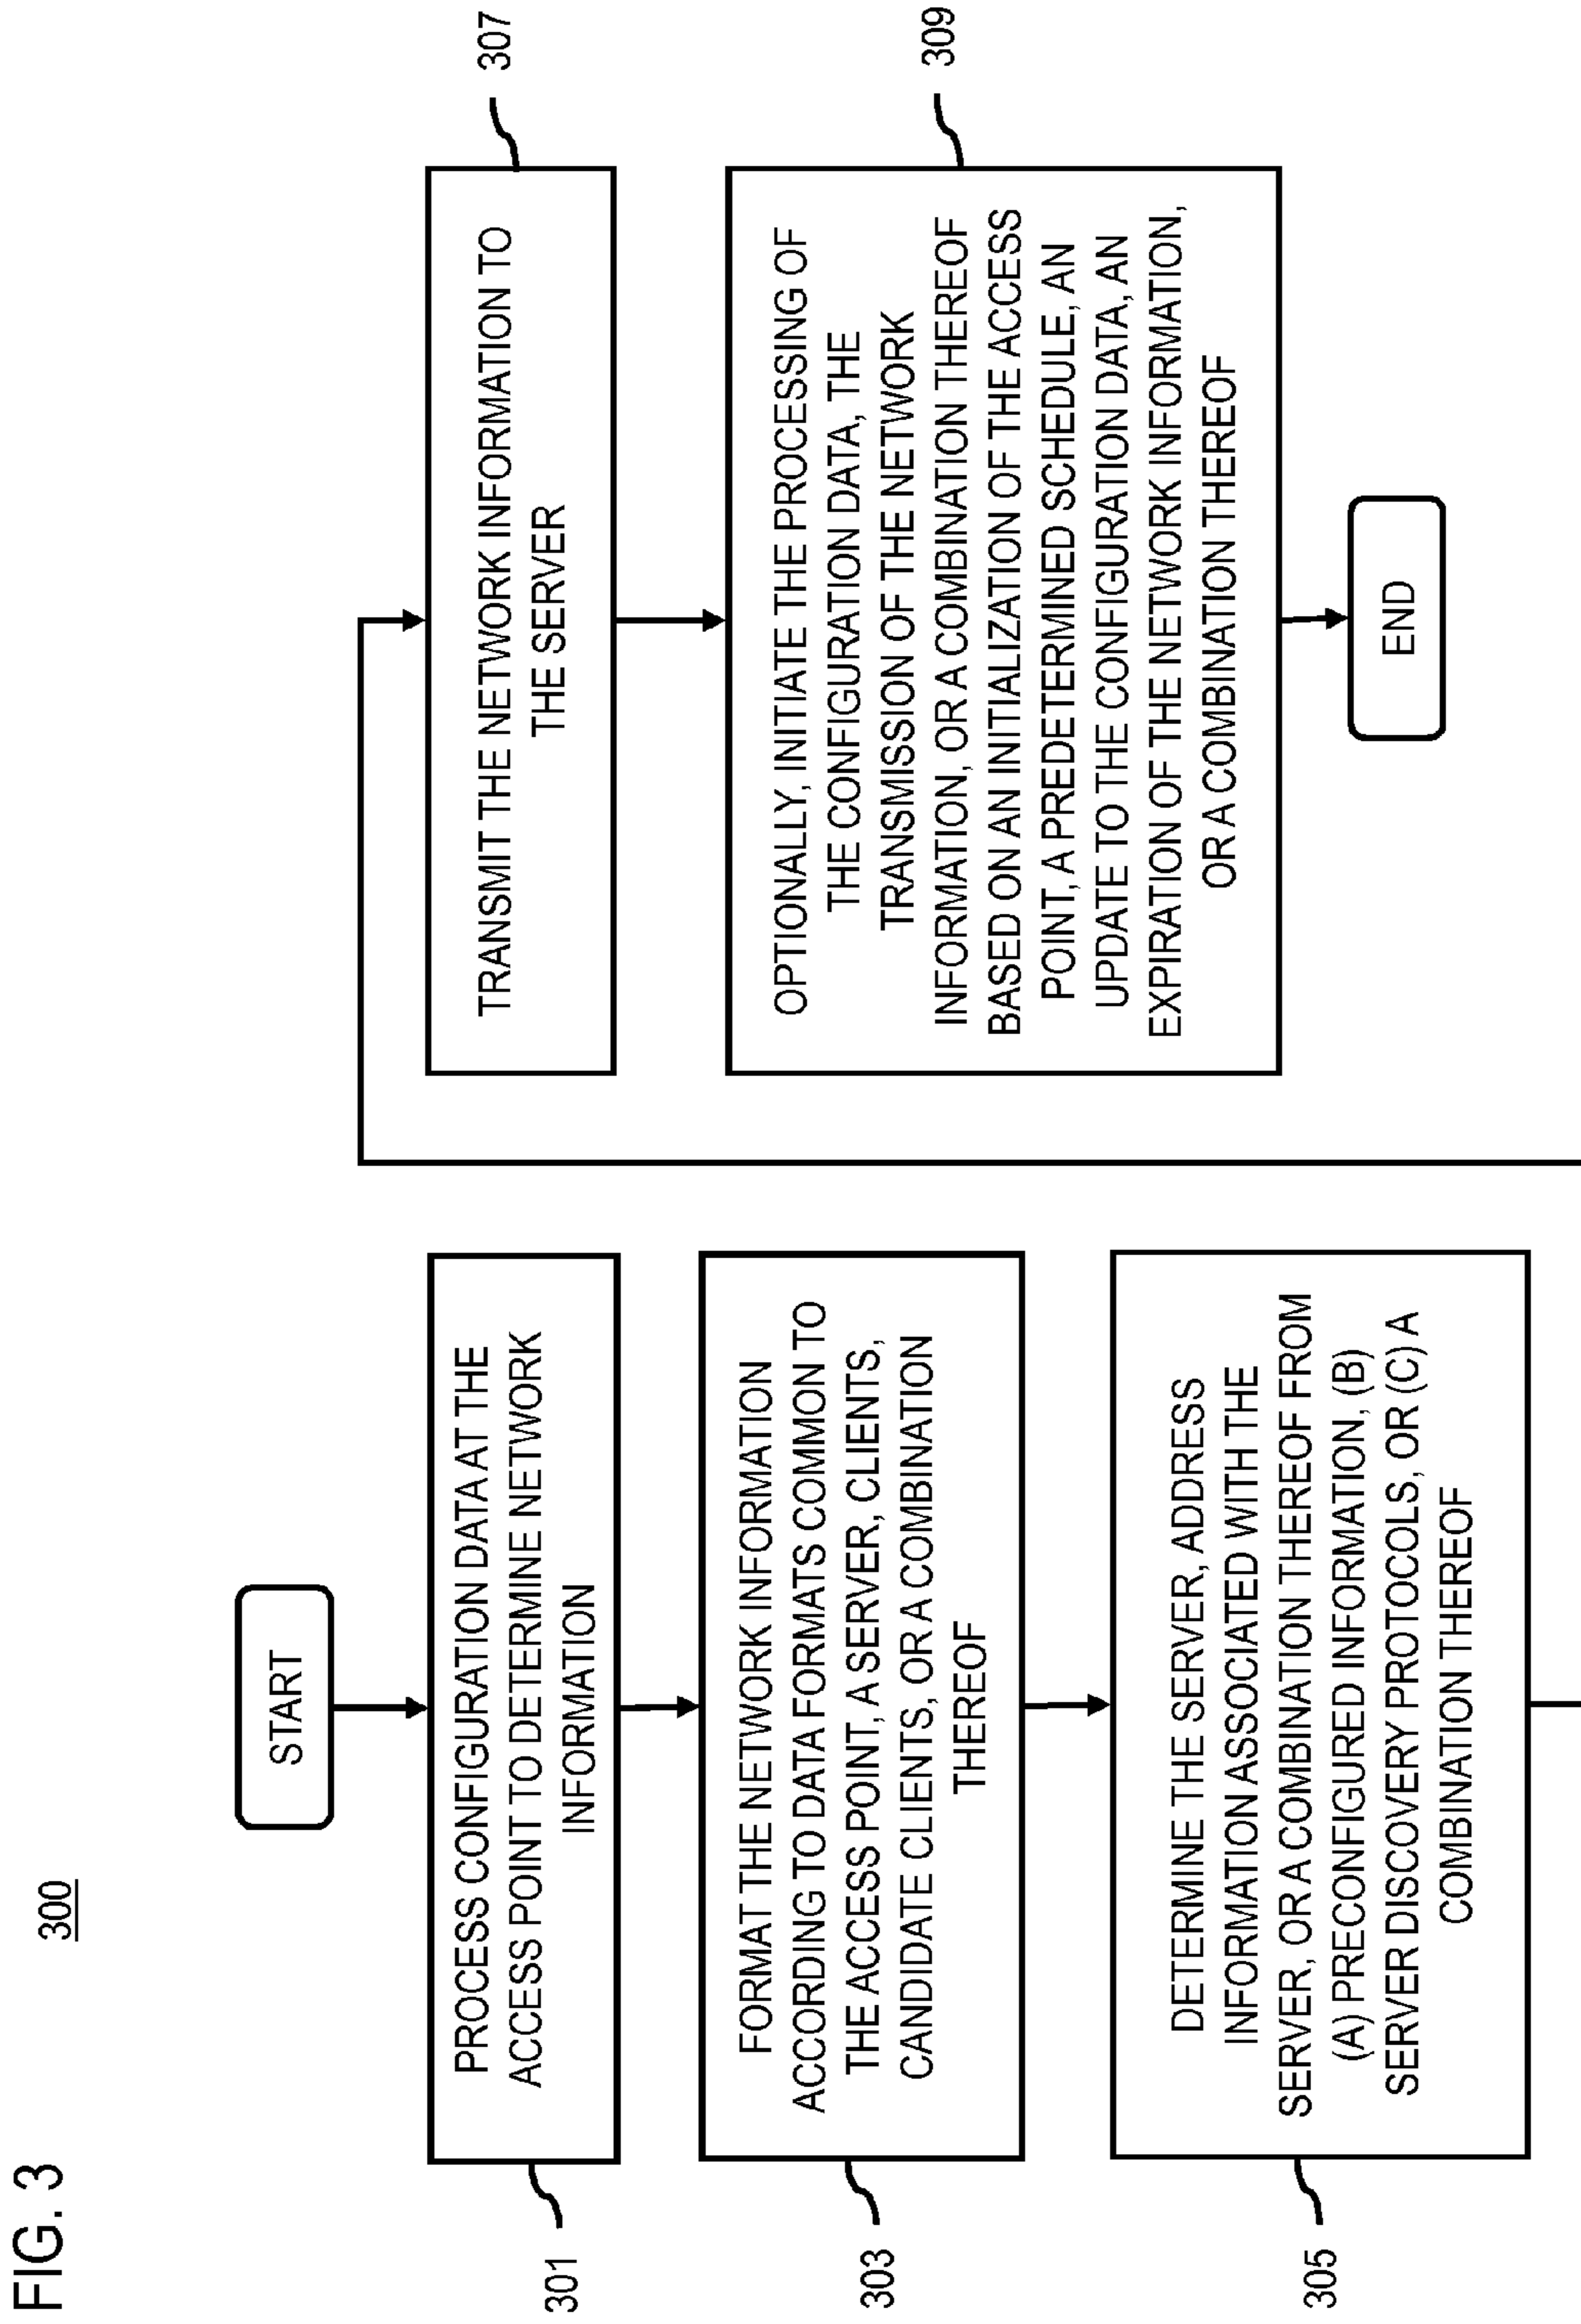 FIG. 3
300
START
PROCESS CONFIGURATION DATA AT THE
ACCESS POINT TO DETERMINE NETWORK
INFORMATION
301
FORMAT THE NETWORK INFORMATION
ACCORDING TO DATA FORMATS COMMON TO
THE ACCESS POINT, A SERVER, CLIENTS,
CANDIDATE CLIENTS, OR A COMBINATION
THEREOF
303
DETERMINE THE SERVER, ADDRESS
INFORMATION ASSOCIATED WITH THE
SERVER, OR A COMBINATION THEREOF FROM
(A) PRECONFIGURED INFORMATION, (B)
SERVER DISCOVERY PROTOCOLS, OR (C) A
COMBINATION THEREOF
305
TRANSMIT THE NETWORK INFORMATION TO
THE SERVER
307
OPTIONALLY, INITIATE THE PROCESSING OF
THE CONFIGURATION DATA, THE
TRANSMISSION OF THE NETWORK
INFORMATION, OR A COMBINATION THEREOF
BASED ON AN INITIALIZATION OF THE ACCESS
POINT, A PREDETERMINED SCHEDULE, AN
UPDATE TO THE CONFIGURATION DATA, AN
EXPIRATION OF THE NETWORK INFORMATION,
OR A COMBINATION THEREOF
309
END